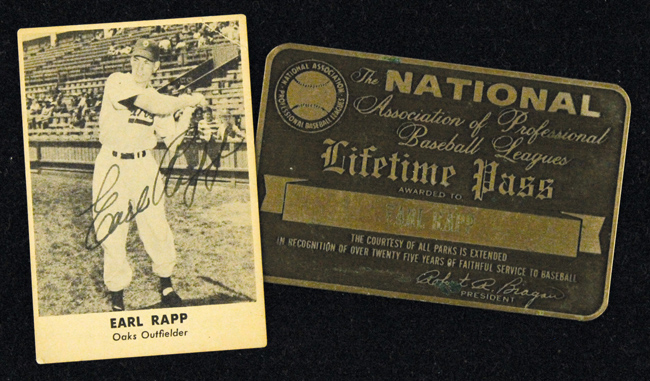 Earl Rapp
EARL RAPP
Oaks Outfielder
NATIONAL ASSOCIATION
PROFESSIONAL BASEBALL LEAGUES
The NATIONAL
Association of Professional
Baseball Leagues
Lifetime Pass
AWARDED TO
EARL RAPP
THE COURTESY OF ALL PARKS IS EXTENDED
IN RECOGNITION OF OVER TWENTY FIVE YEARS OF FAITHFUL SERVICE TO BASEBALL
Robert R. Bragan
PRESIDENT